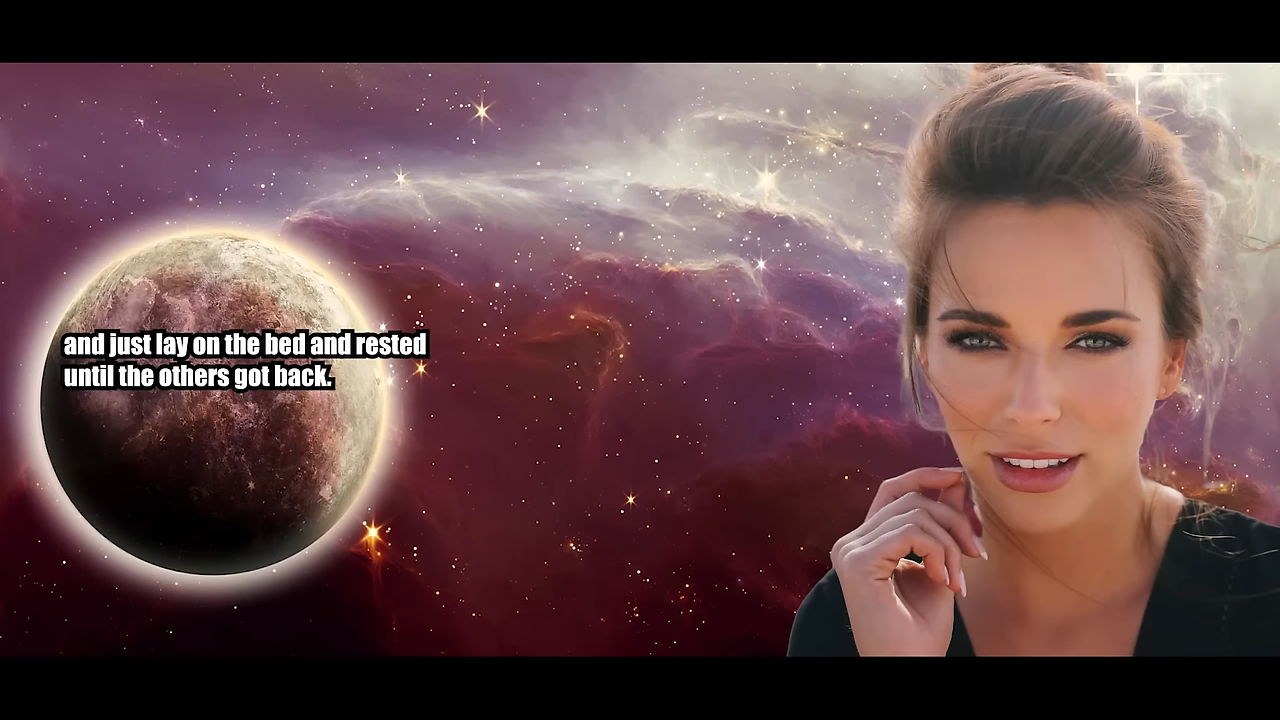 and just lay on the bed and rested
until the others got back.